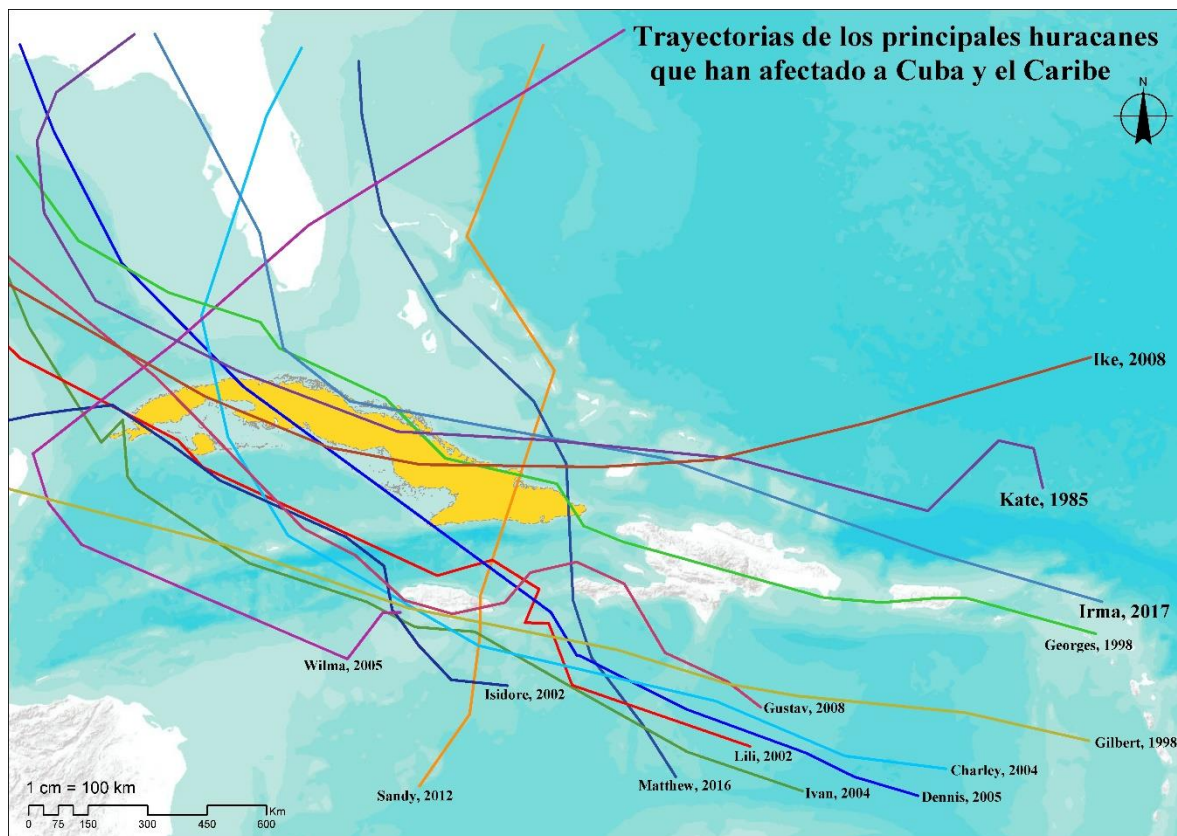 Trayectorias de los principales huracanes
que han afectado a Cuba y el Caribe
N
Ike, 2008
Kate, 1985
Irma, 2017
Georges, 1998
Wilma, 2005
Isidore, 2002
Gustav, 2008
Gilbert, 1998
Lili, 2002
Charley, 2004
Matthew, 2016
Ivan, 2004
Dennis, 2005
Sandy, 2012
1 cm = 100 km
Km
0 75 150 300 450 600